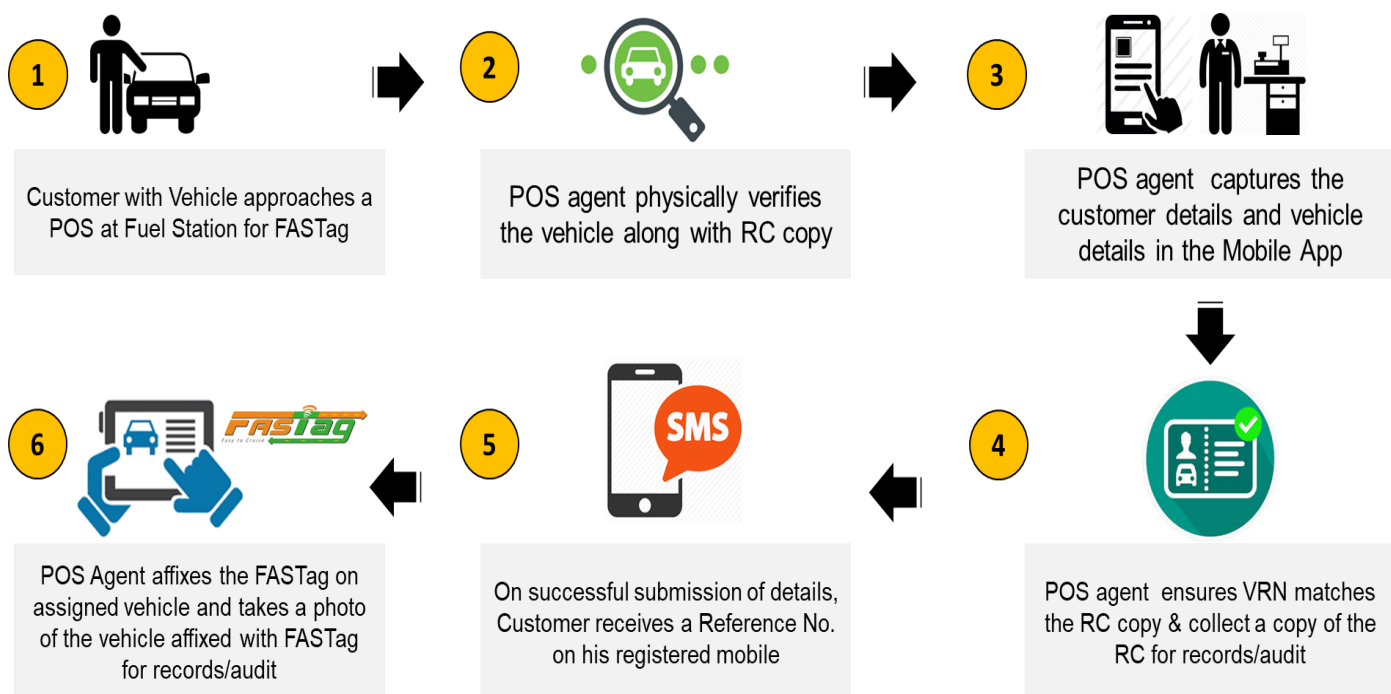 1
Customer with Vehicle approaches a
POS at Fuel Station for FASTag
2
POS agent physically verifies
the vehicle along with RC copy
3
POS agent captures the
customer details and vehicle
details in the Mobile App
4
POS agent ensures VRN matches
the RC copy & collect a copy of the
RC for records/audit
5
SMS
On successful submission of details,
Customer receives a Reference No.
on his registered mobile
6
FASTag
Easy to Cruise
POS Agent affixes the FASTag on
assigned vehicle and takes a photo
of the vehicle affixed with FASTag
for records/audit